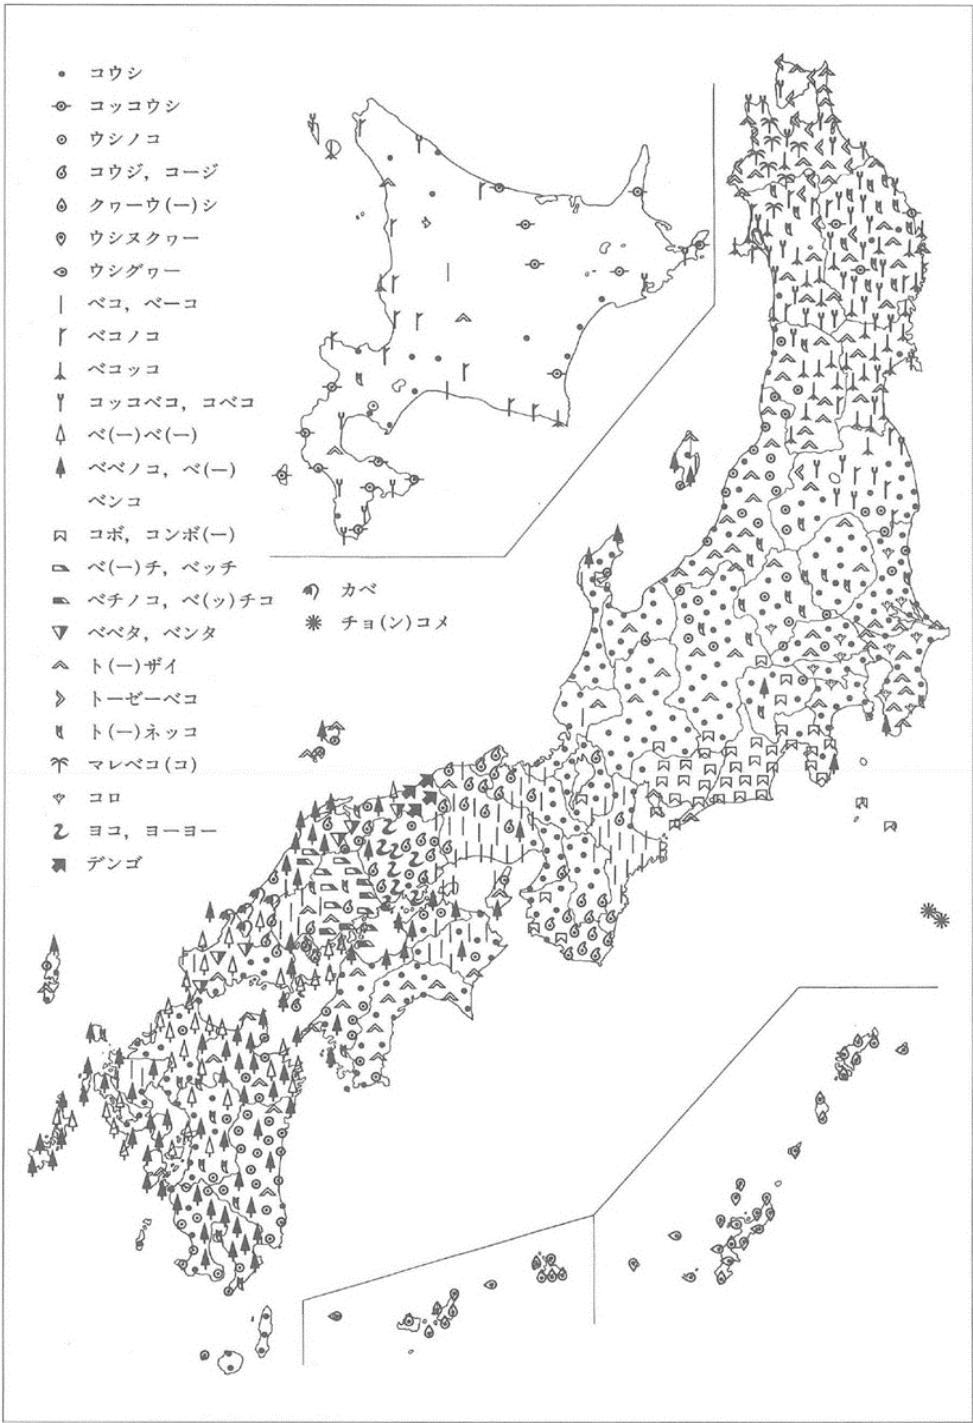 コウシ
コッコウシ
ウシノコ
コウジ，コージ
クヮーウ(ー)シ
ウシヌクヮー
ウシグヮー
ベコ，ベーコ
ベコノコ
ベコッコ
コッコベコ，コベコ
ベ(ー)ベ(ー)
ベベノコ，ベ(ー)
ベンコ
コボ，コンボ(ー)
ベ(ー)チ，ベッチ
ベチノコ，ベ(ッ)チコ
ベベタ，ベンタ
ト(ー)ザイ
トーゼーベコ
ト(ー)ネッコ
マレベコ(コ)
コロ
ヨコ，ヨーヨー
デンゴ
カベ
チョ(ン)コメ